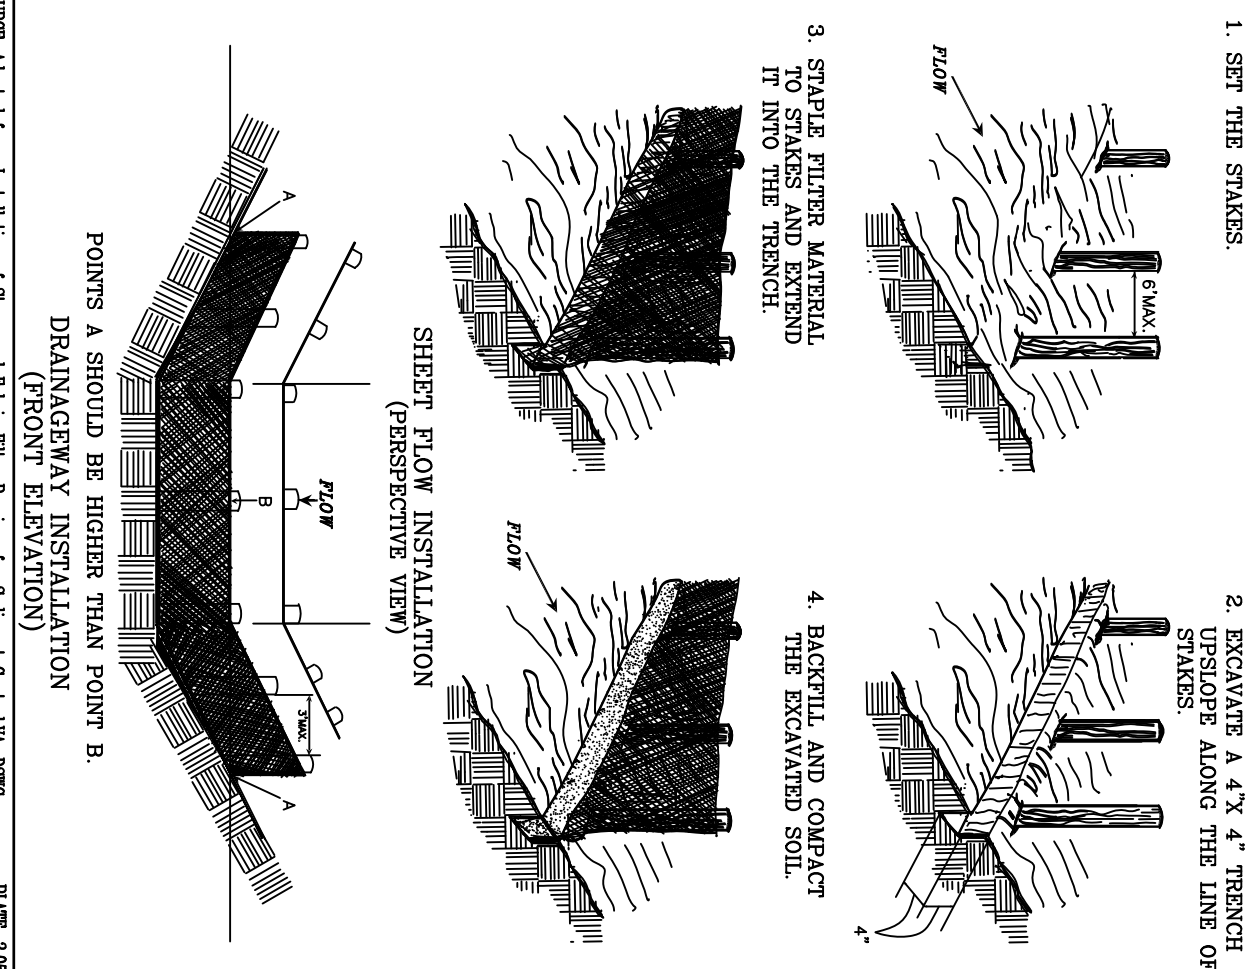 1. SET THE STAKES.
2. EXCAVATE A 4"X 4" TRENCH
UPSLOPE ALONG THE LINE OF
STAKES.
FLOW
6'MAX.
4"
3. STAPLE FILTER MATERIAL
TO STAKES AND EXTEND
IT INTO THE TRENCH.
4. BACKFILL AND COMPACT
THE EXCAVATED SOIL.
FLOW
SHEET FLOW INSTALLATION
(PERSPECTIVE VIEW)
FLOW
B
A
A
3'MAX.
POINTS A SHOULD BE HIGHER THAN POINT B.
DRAINAGEWAY INSTALLATION
(FRONT ELEVATION)